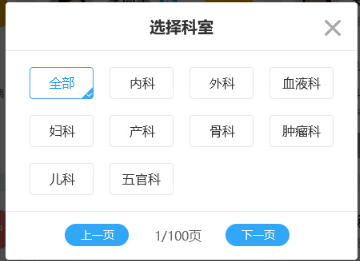 选择科室
全部 内科 外科 血液科
妇科 产科 骨科 肿瘤科
儿科 五官科
上一页 1/100页 下一页